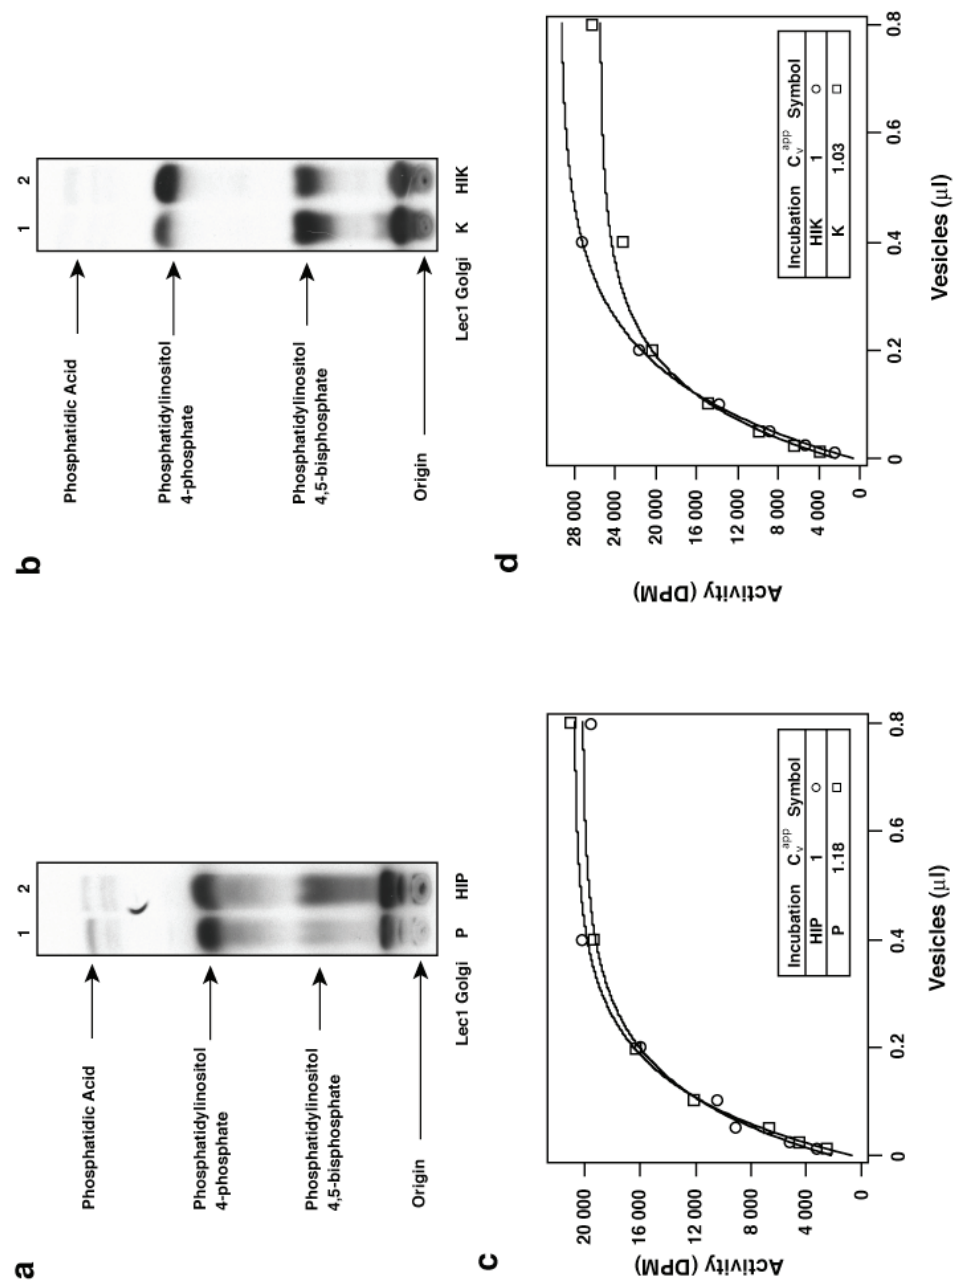 a
1 2
Phosphatidic Acid
Phosphatidylinositol
4-phosphate
Phosphatidylinositol
4,5-bisphosphate
Origin
Lec1 Golgi P HIP
b
1 2
Phosphatidic Acid
Phosphatidylinositol
4-phosphate
Phosphatidylinositol
4,5-bisphosphate
Origin
Lec1 Golgi K HIK
c
Activity (DPM)
20 000
16 000
12 000
8 000
4 000
0
Incubation Cv app Symbol
HIP 1
P 1.18
0 0.2 0.4 0.6 0.8
Vesicles (µl)
d
Activity (DPM)
28 000
24 000
20 000
16 000
12 000
8 000
4 000
0
Incubation Cv app Symbol
HIK 1
K 1.03
0 0.2 0.4 0.6 0.8
Vesicles (µl)